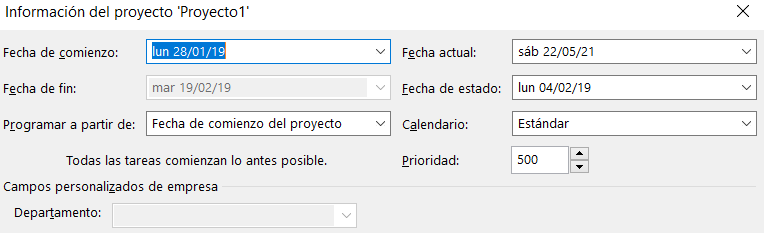 Información del proyecto 'Proyecto1'
Fecha de comienzo: lun 28/01/19 Fecha actual: sáb 22/05/21
Fecha de fin: mar 19/02/19 Fecha de estado: lun 04/02/19
Programar a partir de: Fecha de comienzo del proyecto Calendario: Estándar
Todas las tareas comienzan lo antes posible. Prioridad: 500
Campos personalizados de empresa
Departamento: